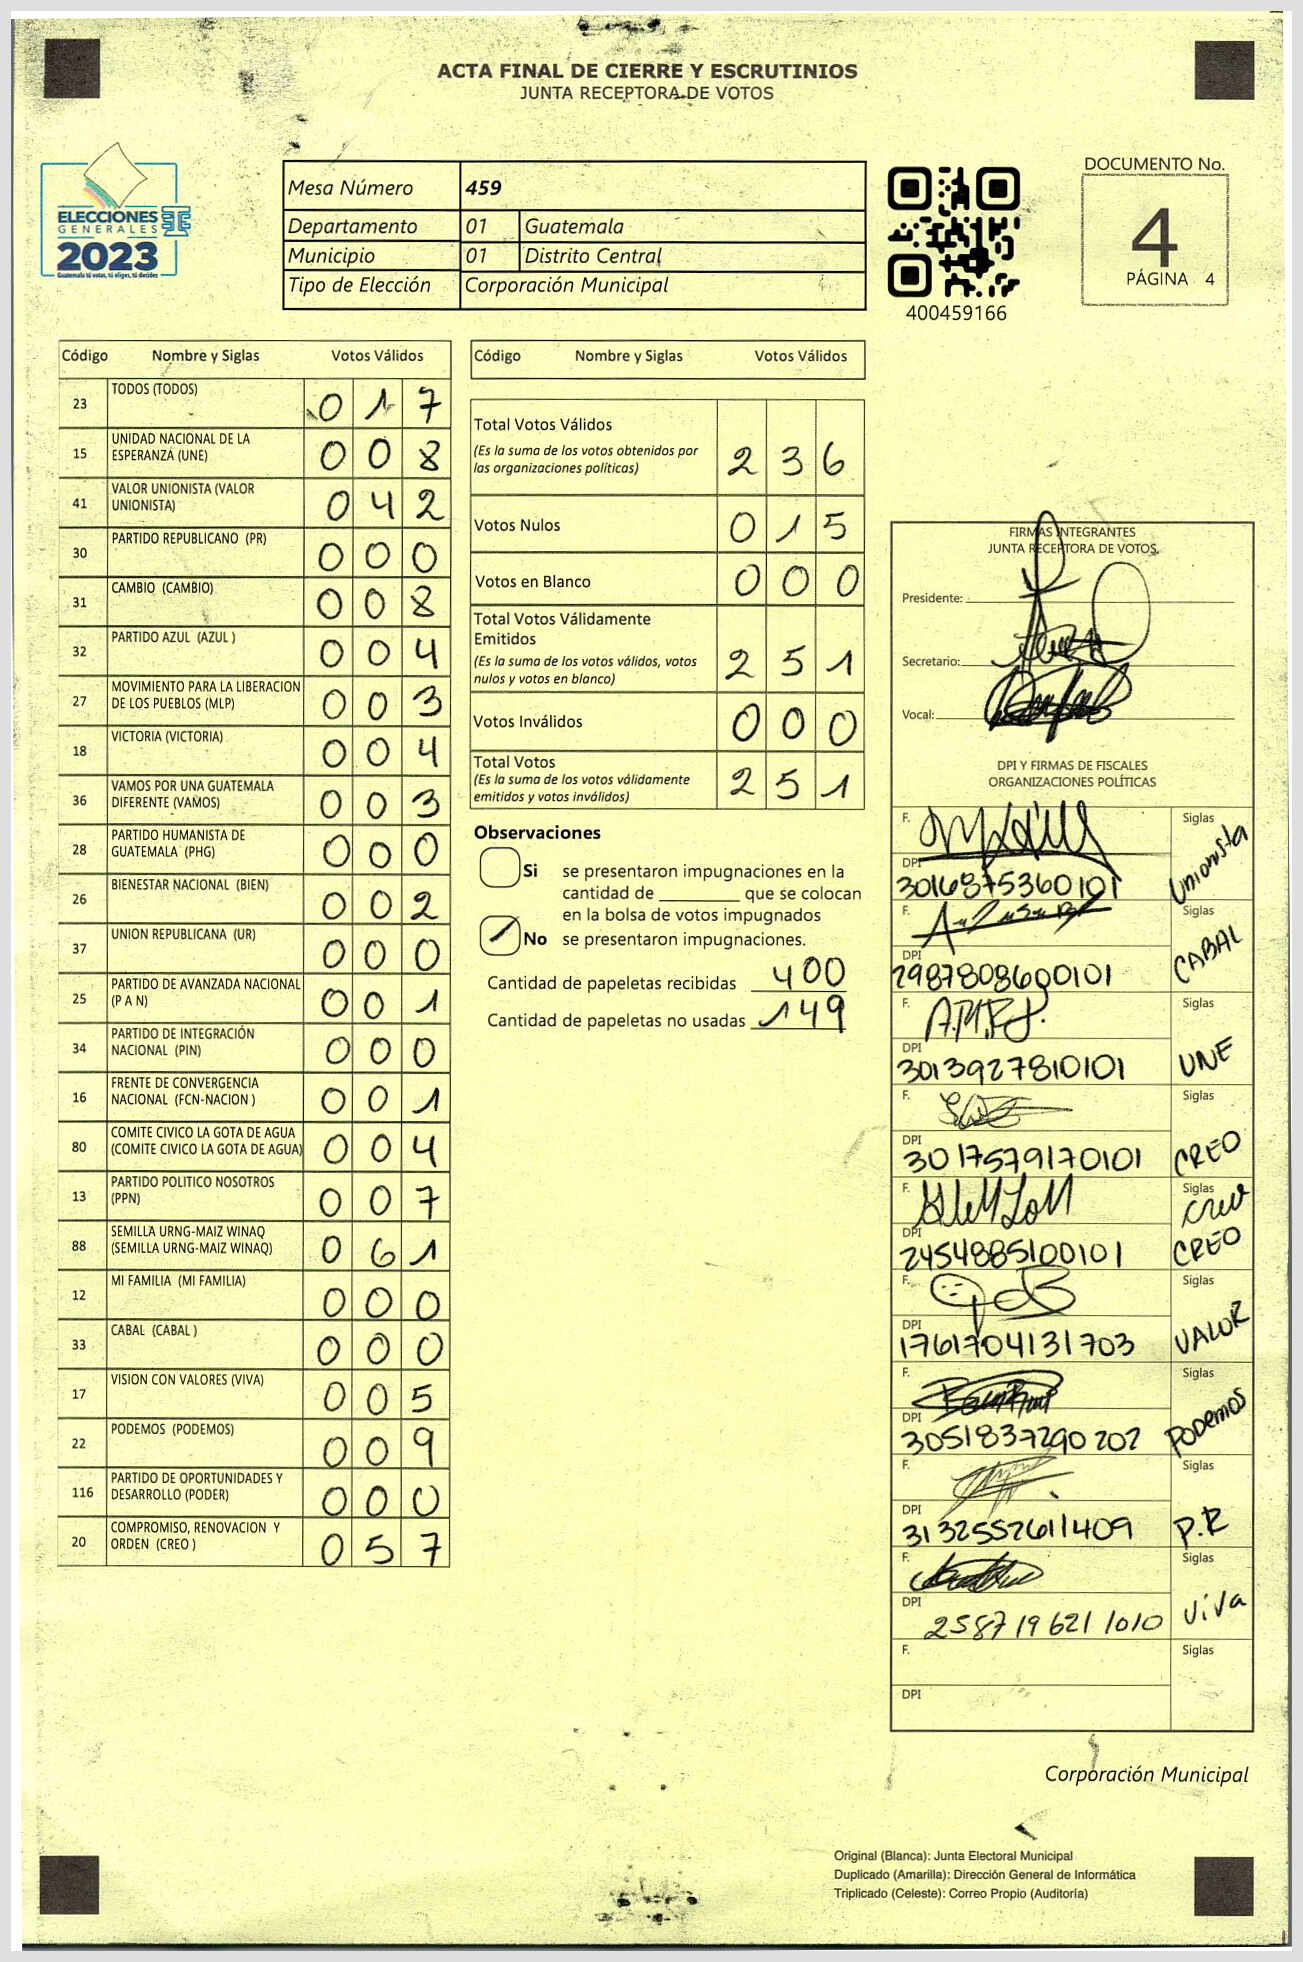 ACTA FINAL DE CIERRE Y ESCRUTINIOS
JUNTA RECEPTORA DE VOTOS
ELECCIONES
GENERALES
2023
Guatemala tú votas, tú eliges, tú decides
Mesa Número 459
Departamento 01 Guatemala
Municipio 01 Distrito Central
Tipo de Elección Corporación Municipal
400459166
DOCUMENTO No.
4
PÁGINA 4
Código Nombre y Siglas Votos Válidos
23 TODOS (TODOS) 0 1 7
15 UNIDAD NACIONAL DE LA ESPERANZA (UNE) 0 0 8
41 VALOR UNIONISTA (VALOR UNIONISTA) 0 4 2
30 PARTIDO REPUBLICANO (PR) 0 0 0
31 CAMBIO (CAMBIO) 0 0 8
32 PARTIDO AZUL (AZUL ) 0 0 4
27 MOVIMIENTO PARA LA LIBERACION DE LOS PUEBLOS (MLP) 0 0 3
18 VICTORIA (VICTORIA) 0 0 4
36 VAMOS POR UNA GUATEMALA DIFERENTE (VAMOS) 0 0 3
28 PARTIDO HUMANISTA DE GUATEMALA (PHG) 0 0 0
26 BIENESTAR NACIONAL (BIEN) 0 0 2
37 UNION REPUBLICANA (UR) 0 0 0
25 PARTIDO DE AVANZADA NACIONAL (P A N) 0 0 1
34 PARTIDO DE INTEGRACIÓN NACIONAL (PIN) 0 0 0
16 FRENTE DE CONVERGENCIA NACIONAL (FCN-NACION ) 0 0 1
80 COMITE CIVICO LA GOTA DE AGUA (COMITE CIVICO LA GOTA DE AGUA) 0 0 4
13 PARTIDO POLITICO NOSOTROS (PPN) 0 0 7
88 SEMILLA URNG-MAIZ WINAQ (SEMILLA URNG-MAIZ WINAQ) 0 6 1
12 MI FAMILIA (MI FAMILIA) 0 0 0
33 CABAL (CABAL ) 0 0 0
17 VISION CON VALORES (VIVA) 0 0 5
22 PODEMOS (PODEMOS) 0 0 9
116 PARTIDO DE OPORTUNIDADES Y DESARROLLO (PODER) 0 0 0
20 COMPROMISO, RENOVACION Y ORDEN (CREO ) 0 5 7
Código Nombre y Siglas Votos Válidos
Total Votos Válidos
(Es la suma de los votos obtenidos por
las organizaciones políticas) 2 3 6
Votos Nulos 0 1 5
Votos en Blanco 0 0 0
Total Votos Válidamente
Emitidos
(Es la suma de los votos válidos, votos
nulos y votos en blanco) 2 5 1
Votos Inválidos 0 0 0
Total Votos
(Es la suma de los votos válidamente
emitidos y votos inválidos) 2 5 1
Observaciones
Si se presentaron impugnaciones en la
cantidad de ________ que se colocan
en la bolsa de votos impugnados
No se presentaron impugnaciones.
Cantidad de papeletas recibidas 400
Cantidad de papeletas no usadas 149
FIRMAS INTEGRANTES
JUNTA RECEPTORA DE VOTOS.
Presidente:
Secretario:
Vocal:
DPI Y FIRMAS DE FISCALES
ORGANIZACIONES POLÍTICAS
F. Siglas
DPI 3016875360101 Unionista
F. Siglas
DPI 2987808600101 CABAL
F. A.M.F.J. Siglas
DPI 3013927810101 UNE
F. Siglas
DPI 3017579170101 CREO
F. Siglas creo
DPI 2454885100101 CREO
F. Siglas
DPI 1761704131703 VALOR
F. Siglas
DPI 3051837290202 PODEMOS
F. Siglas
DPI 3132552611409 P.R
F. Siglas
DPI 2587196211010 Viva
F. Siglas
DPI
Corporación Municipal
Original (Blanca): Junta Electoral Municipal
Duplicado (Amarilla): Dirección General de Informática
Triplicado (Celeste): Correo Propio (Auditoría)